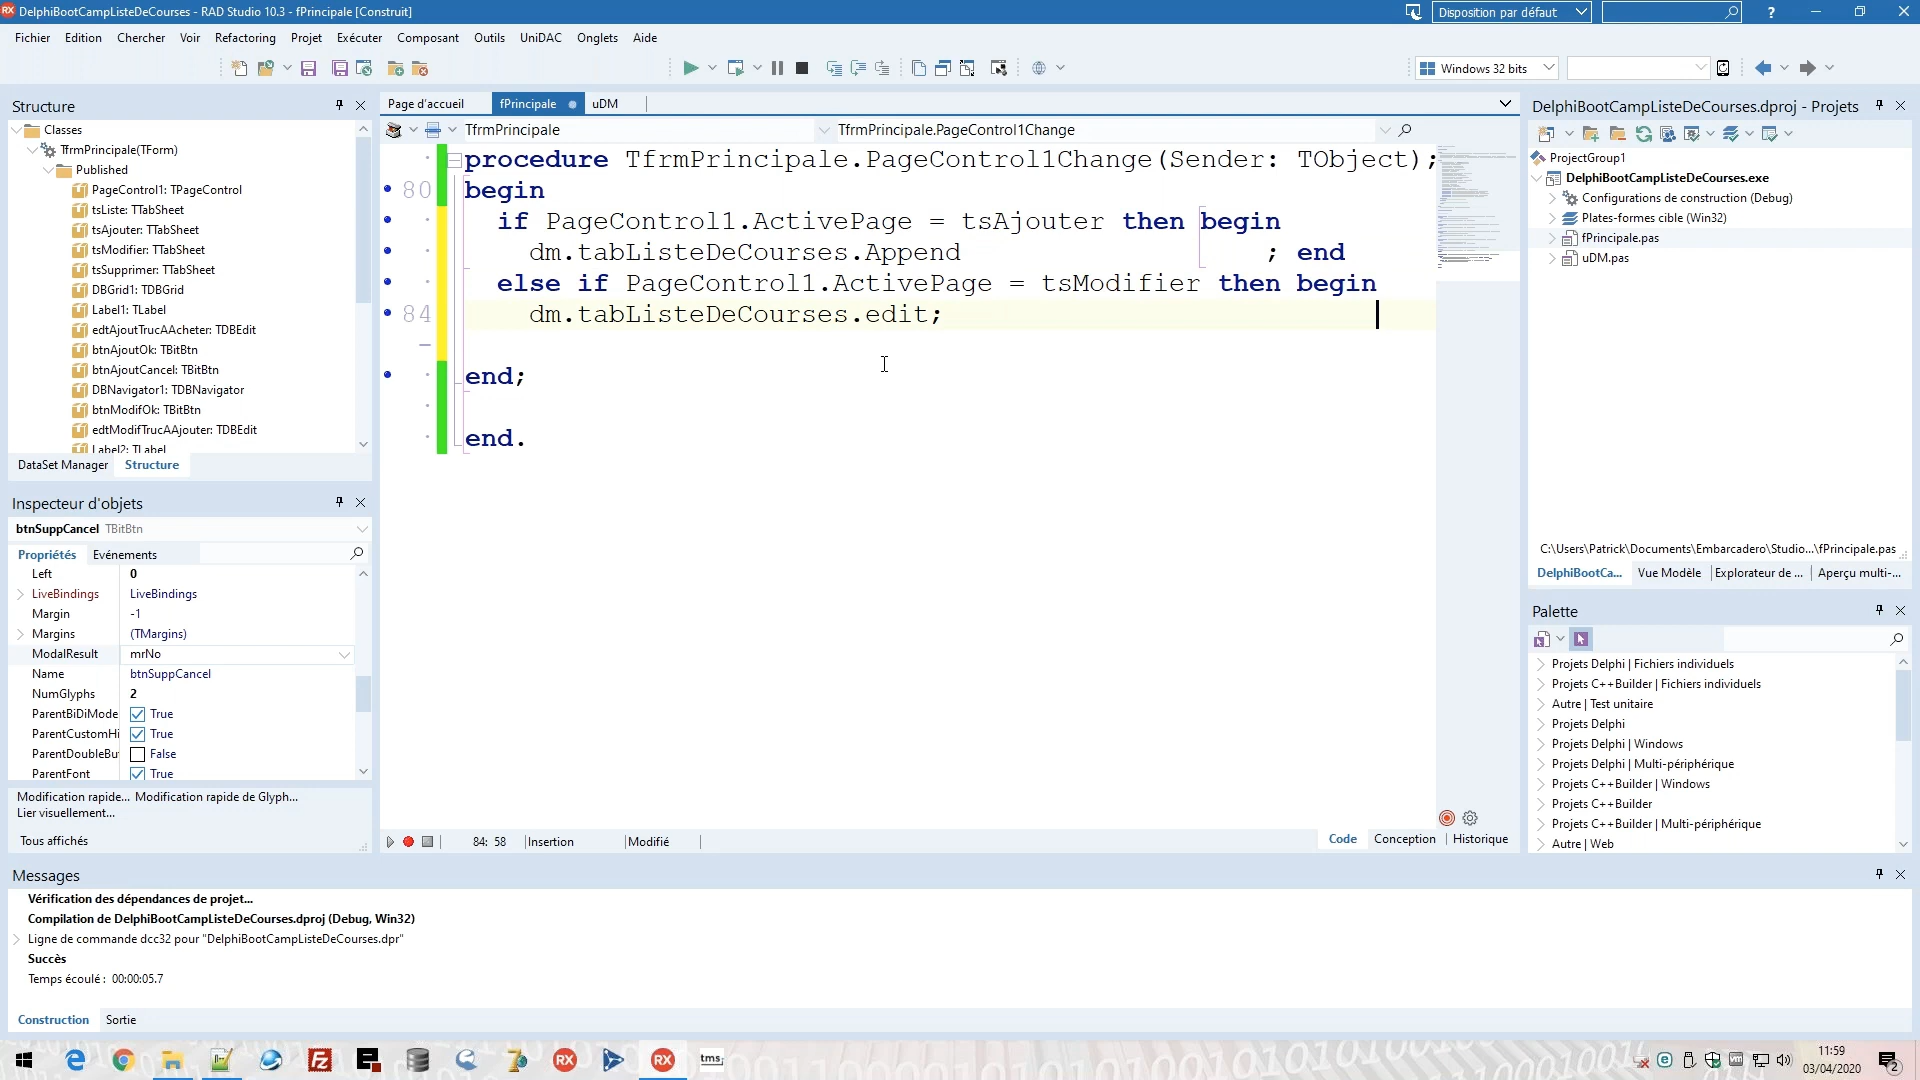 DelphiBootCampListeDeCourses - RAD Studio 10.3 - fPrincipale [Construit]
Disposition par défaut
Fichier Edition Chercher Voir Refactoring Projet Exécuter Composant Outils UniDAC Onglets Aide
Windows 32 bits
Structure
Classes
TfrmPrincipale(TForm)
Published
PageControl1: TPageControl
tsListe: TTabSheet
tsAjouter: TTabSheet
tsModifier: TTabSheet
tsSupprimer: TTabSheet
DBGrid1: TDBGrid
Label1: TLabel
edtAjoutTrucAAcheter: TDBEdit
btnAjoutOk: TBitBtn
btnAjoutCancel: TBitBtn
DBNavigator1: TDBNavigator
btnModifOk: TBitBtn
edtModifTrucAAjouter: TDBEdit
Label2: TLabel
DataSet Manager Structure
Inspecteur d'objets
btnSuppCancel TBitBtn
Propriétés Evénements
Left 0
LiveBindings LiveBindings
Margin -1
Margins (TMargins)
ModalResult mrNo
Name btnSuppCancel
NumGlyphs 2
ParentBiDiMode True
ParentCustomHi True
ParentDoubleBu False
ParentFont True
Modification rapide... Modification rapide de Glyph...
Lier visuellement...
Tous affichés
Page d'accueil fPrincipale uDM
TfrmPrincipale TfrmPrincipale.PageControl1Change
procedure TfrmPrincipale.PageControl1Change(Sender: TObject);
80 begin
if PageControl1.ActivePage = tsAjouter then begin
dm.tabListeDeCourses.Append ; end
else if PageControl1.ActivePage = tsModifier then begin
84 dm.tabListeDeCourses.edit;
end;
end.
84: 58 Insertion Modifié
Code Conception Historique
DelphiBootCampListeDeCourses.dproj - Projets
ProjectGroup1
DelphiBootCampListeDeCourses.exe
Configurations de construction (Debug)
Plates-formes cible (Win32)
fPrincipale.pas
uDM.pas
C:\Users\Patrick\Documents\Embarcadero\Studio...\fPrincipale.pas
DelphiBootCa... Vue Modèle Explorateur de ... Aperçu multi-...
Palette
Projets Delphi | Fichiers individuels
Projets C++Builder | Fichiers individuels
Autre | Test unitaire
Projets Delphi
Projets Delphi | Windows
Projets Delphi | Multi-périphérique
Projets C++Builder | Windows
Projets C++Builder
Projets C++Builder | Multi-périphérique
Autre | Web
Messages
Vérification des dépendances de projet...
Compilation de DelphiBootCampListeDeCourses.dproj (Debug, Win32)
Ligne de commande dcc32 pour "DelphiBootCampListeDeCourses.dpr"
Succès
Temps écoulé : 00:00:05.7
Construction Sortie
RX RX tms
11:59
03/04/2020
2